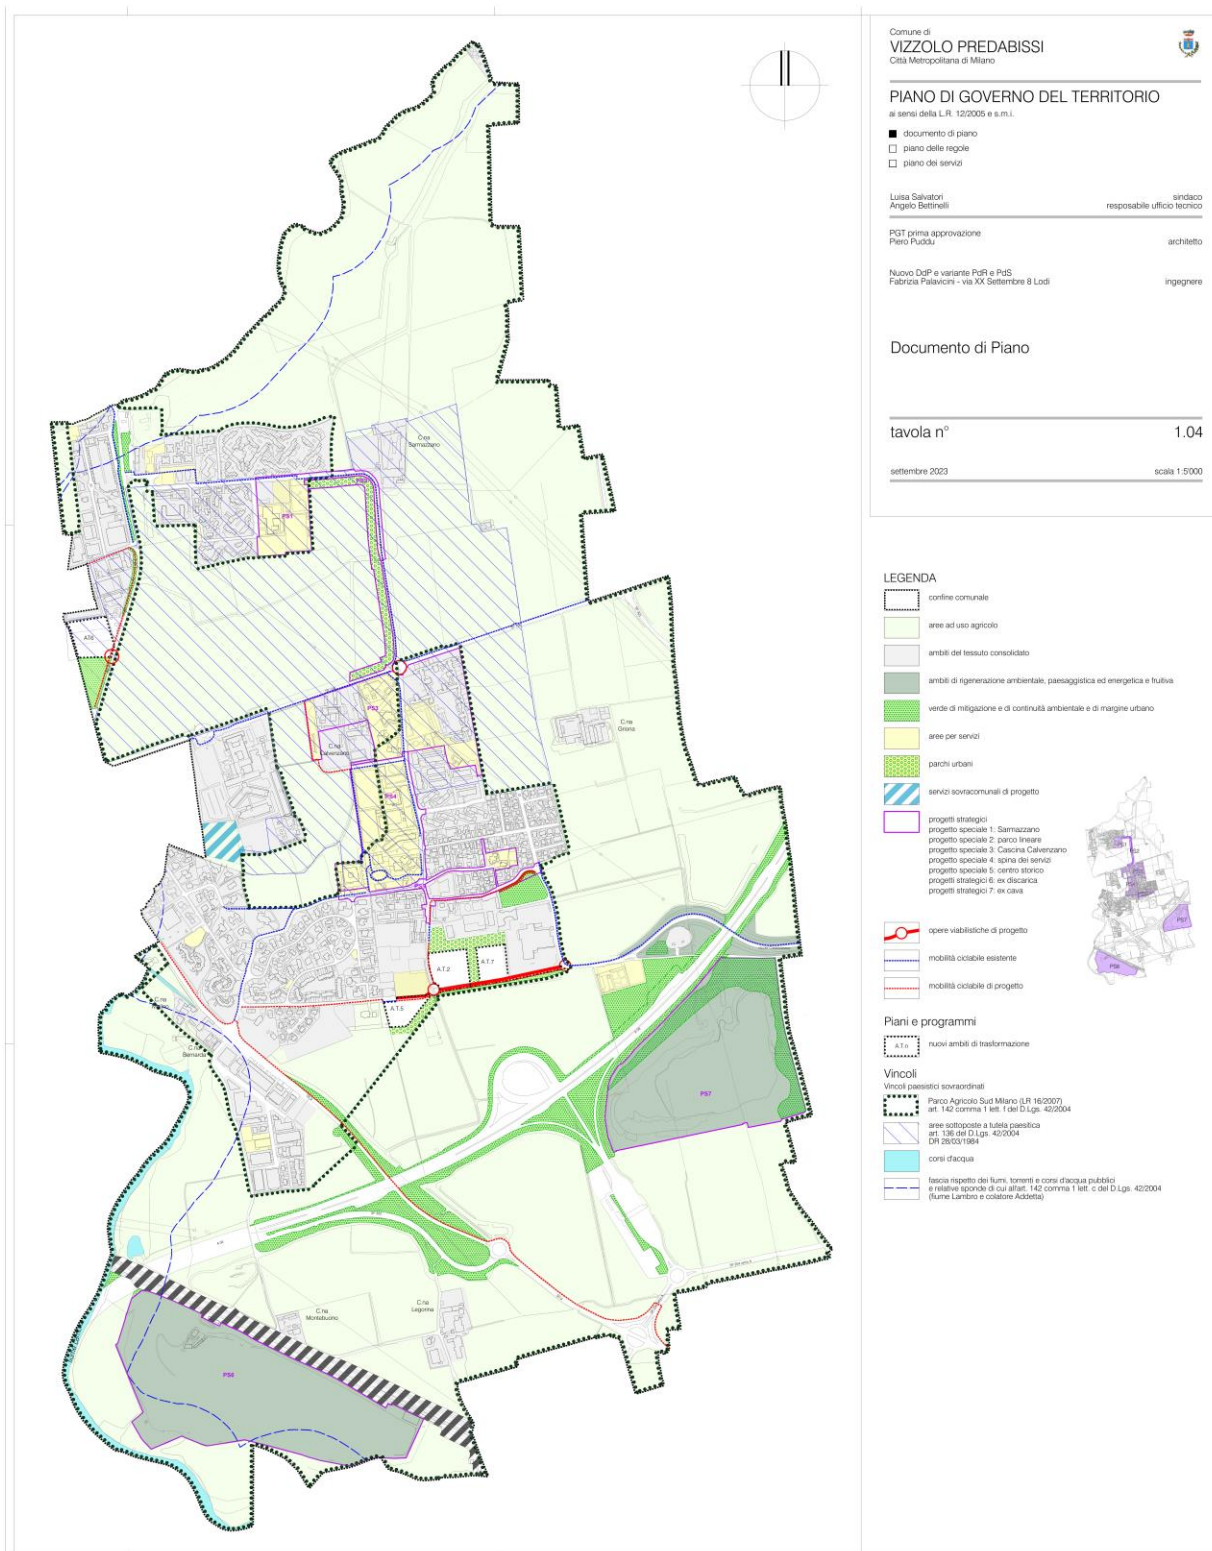 Comune di
VIZZOLO PREDABISSI
Città Metropolitana di Milano
PIANO DI GOVERNO DEL TERRITORIO
ai sensi della L.R. 12/2005 e s.m.i.
documento di piano
piano delle regole
piano dei servizi
Luisa Salvatori sindaco
Angelo Bettinelli resposabile ufficio tecnico
PGT prima approvazione
Piero Puddu architetto
Nuovo DdP e variante PdR e PdS
Fabrizia Palavicini - via XX Settembre 8 Lodi ingegnere
Documento di Piano
tavola n° 1.04
settembre 2023 scala 1:5'000
LEGENDA
confine comunale
aree ad uso agricolo
ambiti del tessuto consolidato
ambiti di rigenerazione ambientale, paesaggistica ed energetica e fruitiva
verde di mitigazione e di continuità ambientale e di margine urbano
aree per servizi
parchi urbani
servizi sovracomunali di progetto
progetti strategici
progetto speciale 1: Sarmazzano
progetto speciale 2: parco lineare
progetto speciale 3: Cascina Calvenzano
progetto speciale 4: spina dei servizi
progetto speciale 5: centro storico
progetti strategici 6: ex discarica
progetti strategici 7: ex cava
opere viabilistiche di progetto
mobilità ciclabile esistente
mobilità ciclabile di progetto
Piani e programmi
A.T.n
nuovi ambiti di trasformazione
Vincoli
Vincoli paesistici sovraordinati
Parco Agricolo Sud Milano (LR 16/2007)
art. 142 comma 1 lett. f del D.Lgs. 42/2004
aree sottoposte a tutela paesitica
art. 136 del D.Lgs. 42/2004
DR 28/03/1984
corsi d'acqua
fascia rispetto dei fiumi, torrenti e corsi d'acqua pubblici
e relative sponde di cui all'art. 142 comma 1 lett. c del D.Lgs. 42/2004
(fiume Lambro e colatore Addetta)
C.na
Sarmazzano
PS1
C.na
Calvenzano
PS3
C.na
Gironа
PS4
A.T.2
A.T.7
A.T.5
C.na
Bernarda
PS7
C.na
Montebuono
C.na
Legorina
PS6
PS1
PS2
PS7
PS6